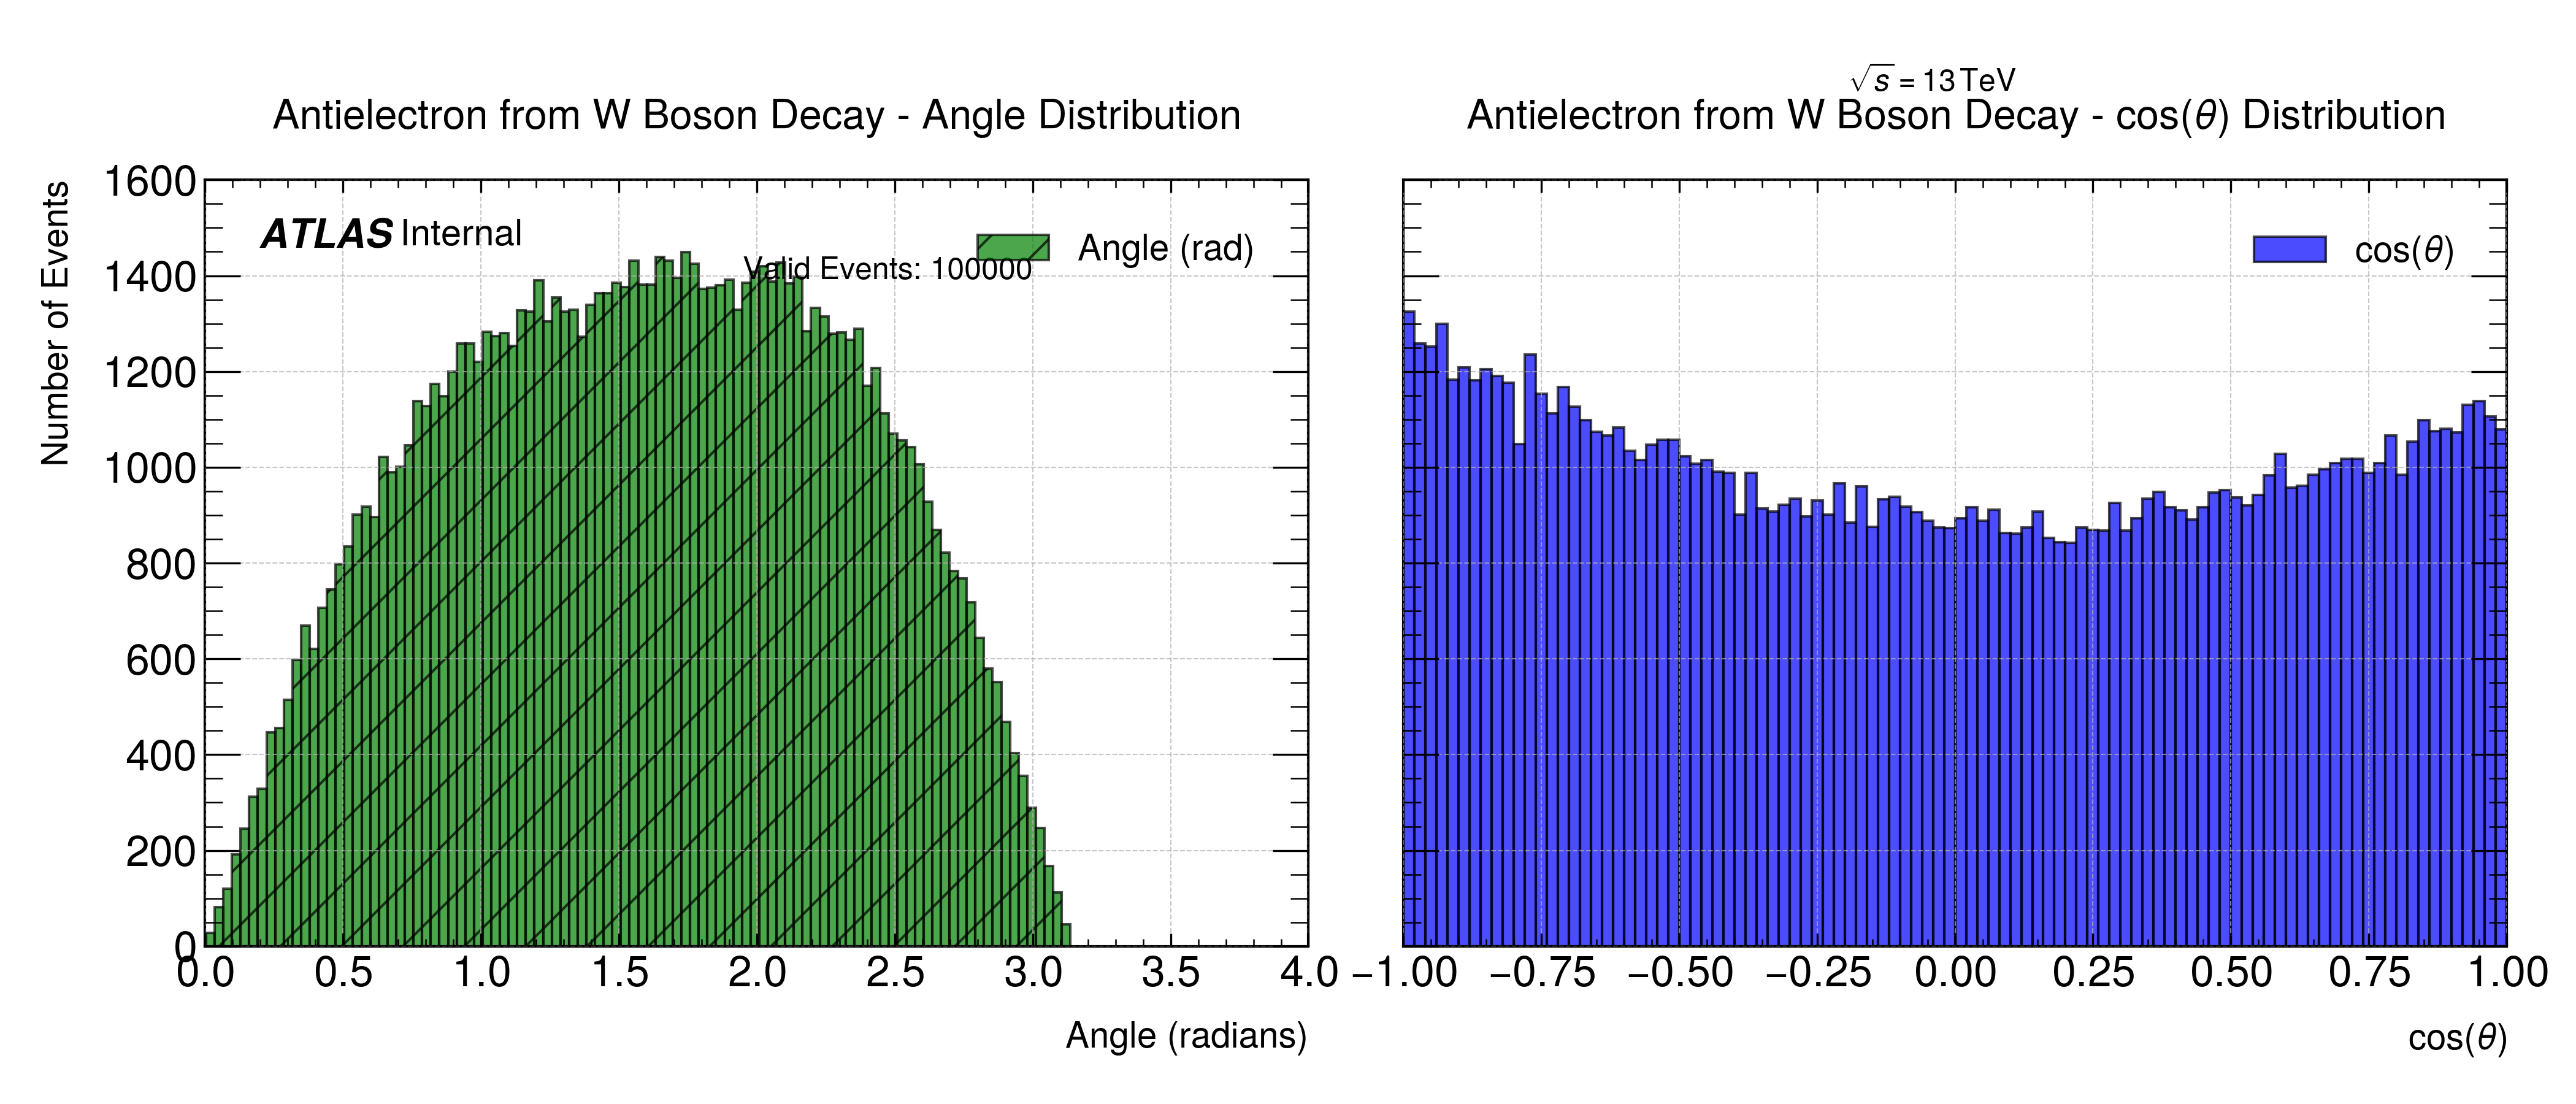 √s = 13 TeV
Antielectron from W Boson Decay - Angle Distribution
Antielectron from W Boson Decay - cos(θ) Distribution
Number of Events
1600
1400
1200
1000
800
600
400
200
0
ATLAS Internal
Valid Events: 100000
Angle (rad)
cos(θ)
0.0 0.5 1.0 1.5 2.0 2.5 3.0 3.5 4.0
−1.00 −0.75 −0.50 −0.25 0.00 0.25 0.50 0.75 1.00
Angle (radians)
cos(θ)